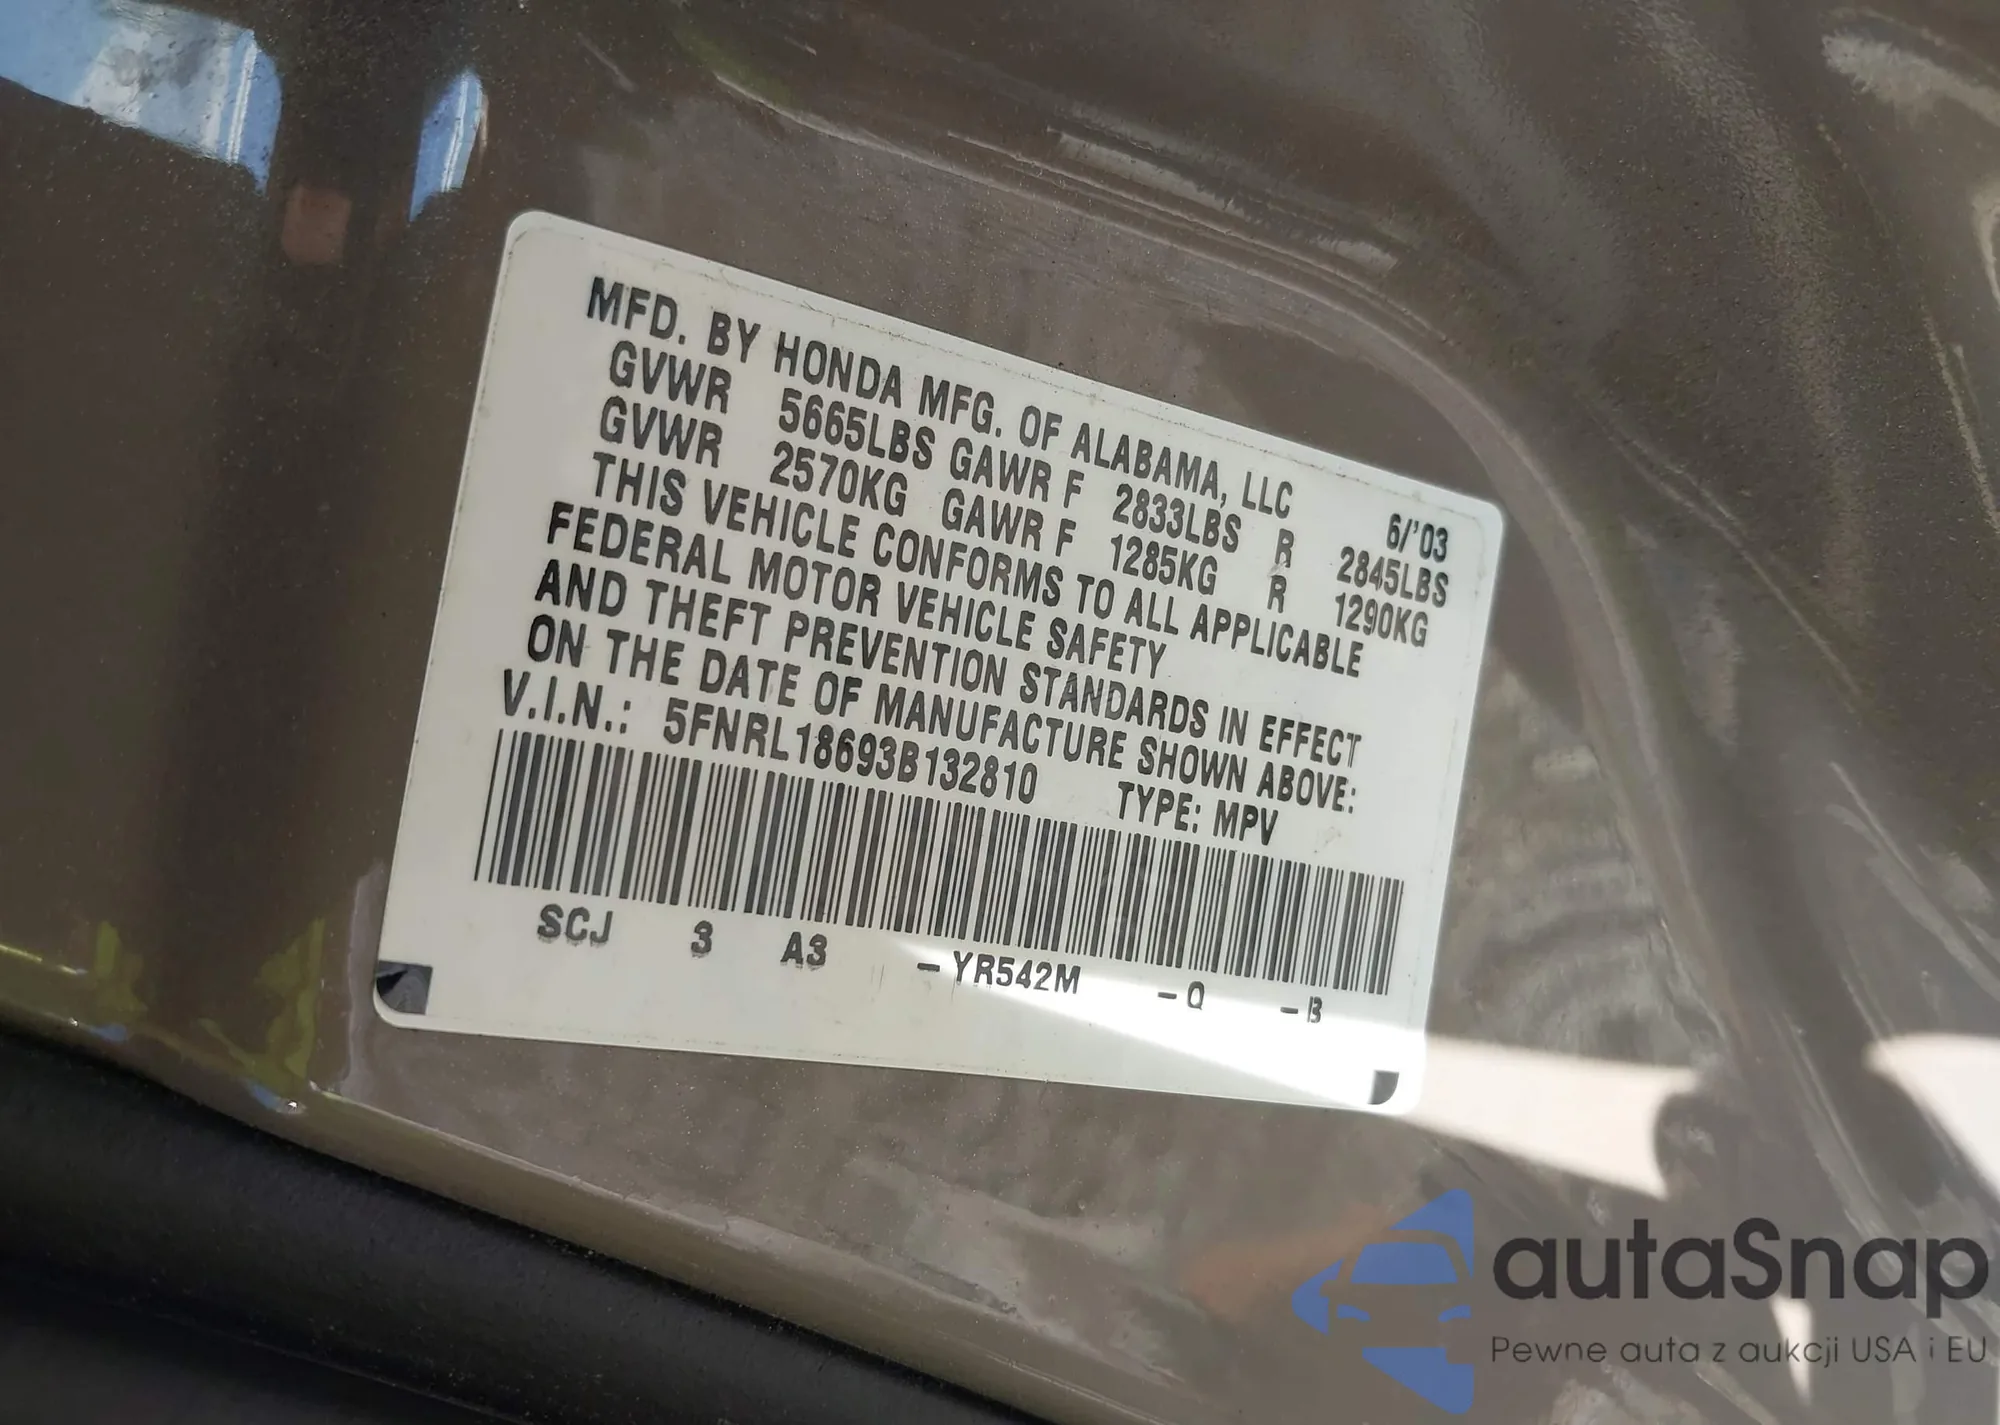 MFD. BY HONDA MFG. OF ALABAMA, LLC 6/'03
GVWR 5665LBS GAWR F 2833LBS R 2845LBS
GVWR 2570KG GAWR F 1285KG R 1290KG
THIS VEHICLE CONFORMS TO ALL APPLICABLE
FEDERAL MOTOR VEHICLE SAFETY
AND THEFT PREVENTION STANDARDS IN EFFECT
ON THE DATE OF MANUFACTURE SHOWN ABOVE:
V.I.N.: 5FNRL18693B132810 TYPE: MPV
SCJ 3 A3 -YR542M -Q -B
autaSnap
Pewne auta z aukcji USA i EU